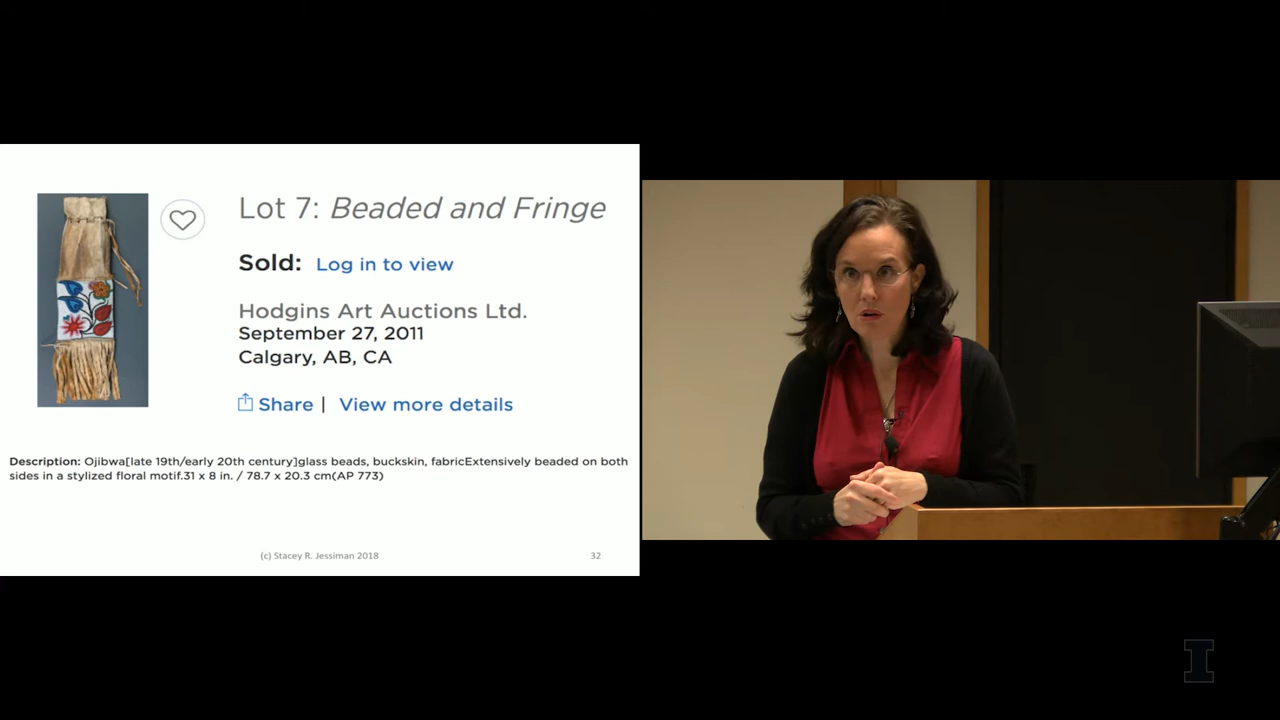 Lot 7: Beaded and Fringe
Sold: Log in to view
Hodgins Art Auctions Ltd.
September 27, 2011
Calgary, AB, CA
Share | View more details
Description: Ojibwa[late 19th/early 20th century]glass beads, buckskin, fabricExtensively beaded on both
sides in a stylized floral motif.31 x 8 in. / 78.7 x 20.3 cm(AP 773)
(c) Stacey R. Jessiman 2018
32
I